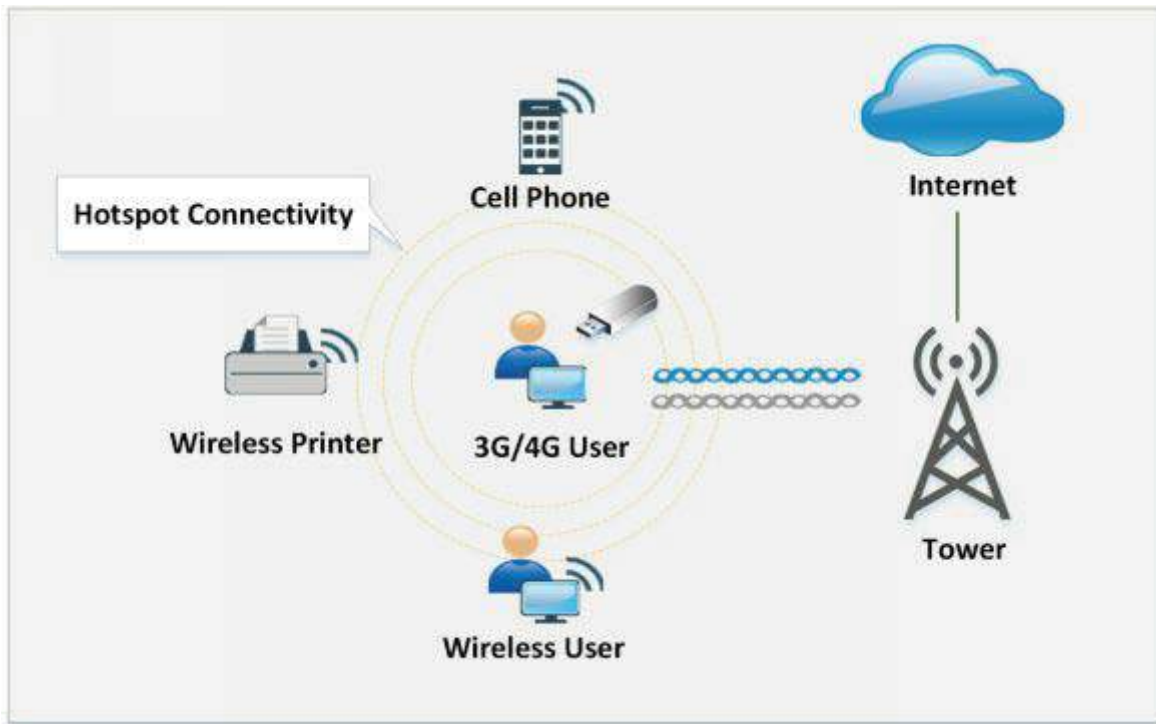 Cell Phone
Internet
Hotspot Connectivity
Wireless Printer
3G/4G User
Tower
Wireless User